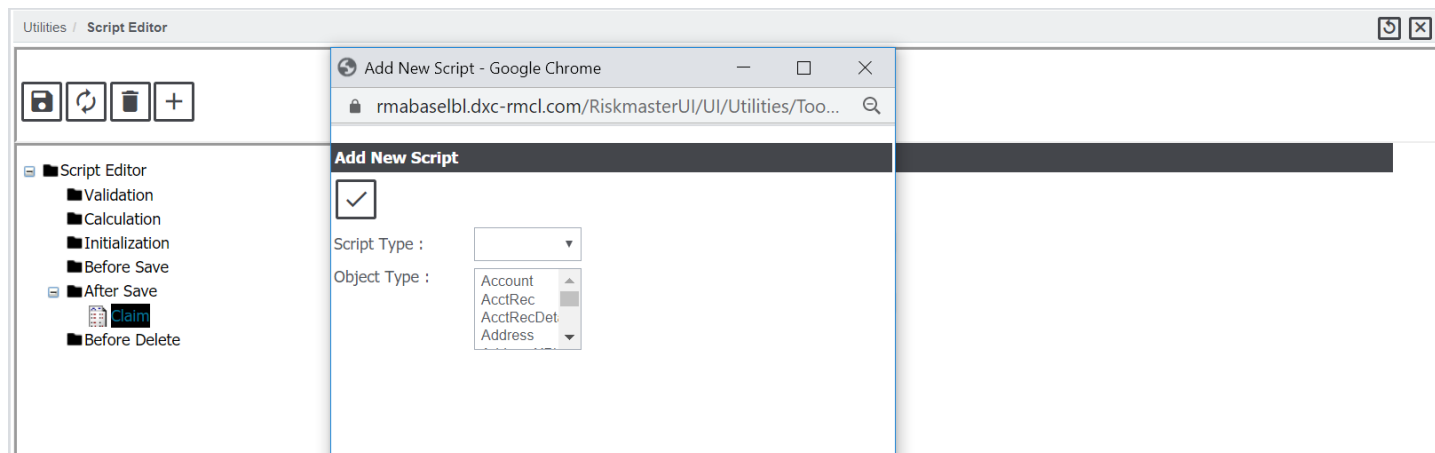 Utilities / Script Editor
Add New Script - Google Chrome
rmabaselbl.dxc-rmcl.com/RiskmasterUI/UI/Utilities/Too...
Add New Script
Script Editor
Validation
Calculation
Initialization
Before Save
After Save
Claim
Before Delete
Script Type :
Object Type :
Account
AcctRec
AcctRecDet
Address